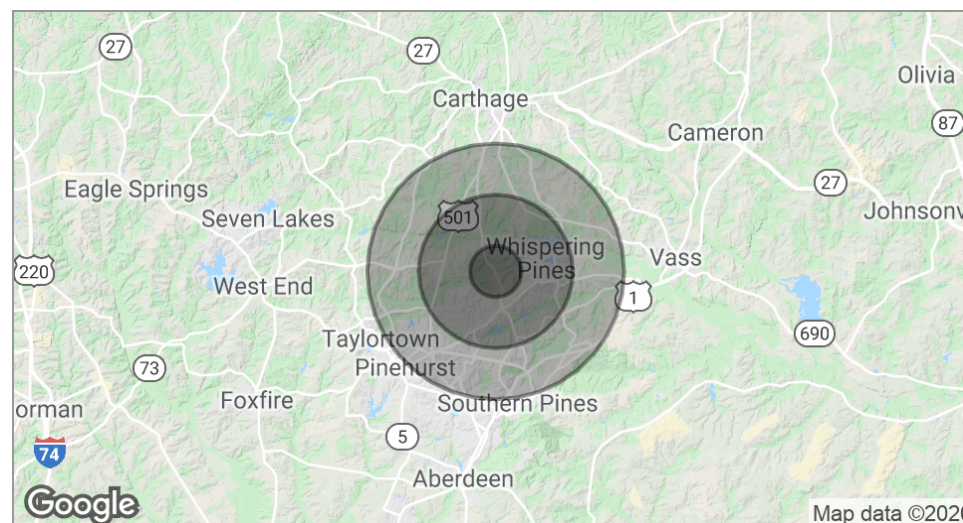 27
27
Olivia
Carthage
87
Cameron
27
Eagle Springs
501
Seven Lakes
Johnsonv
Whispering
Pines
Vass
220
West End
1
690
Taylortown
Pinehurst
73
Foxfire
Southern Pines
orman
5
74
Aberdeen
Google
Map data ©2020